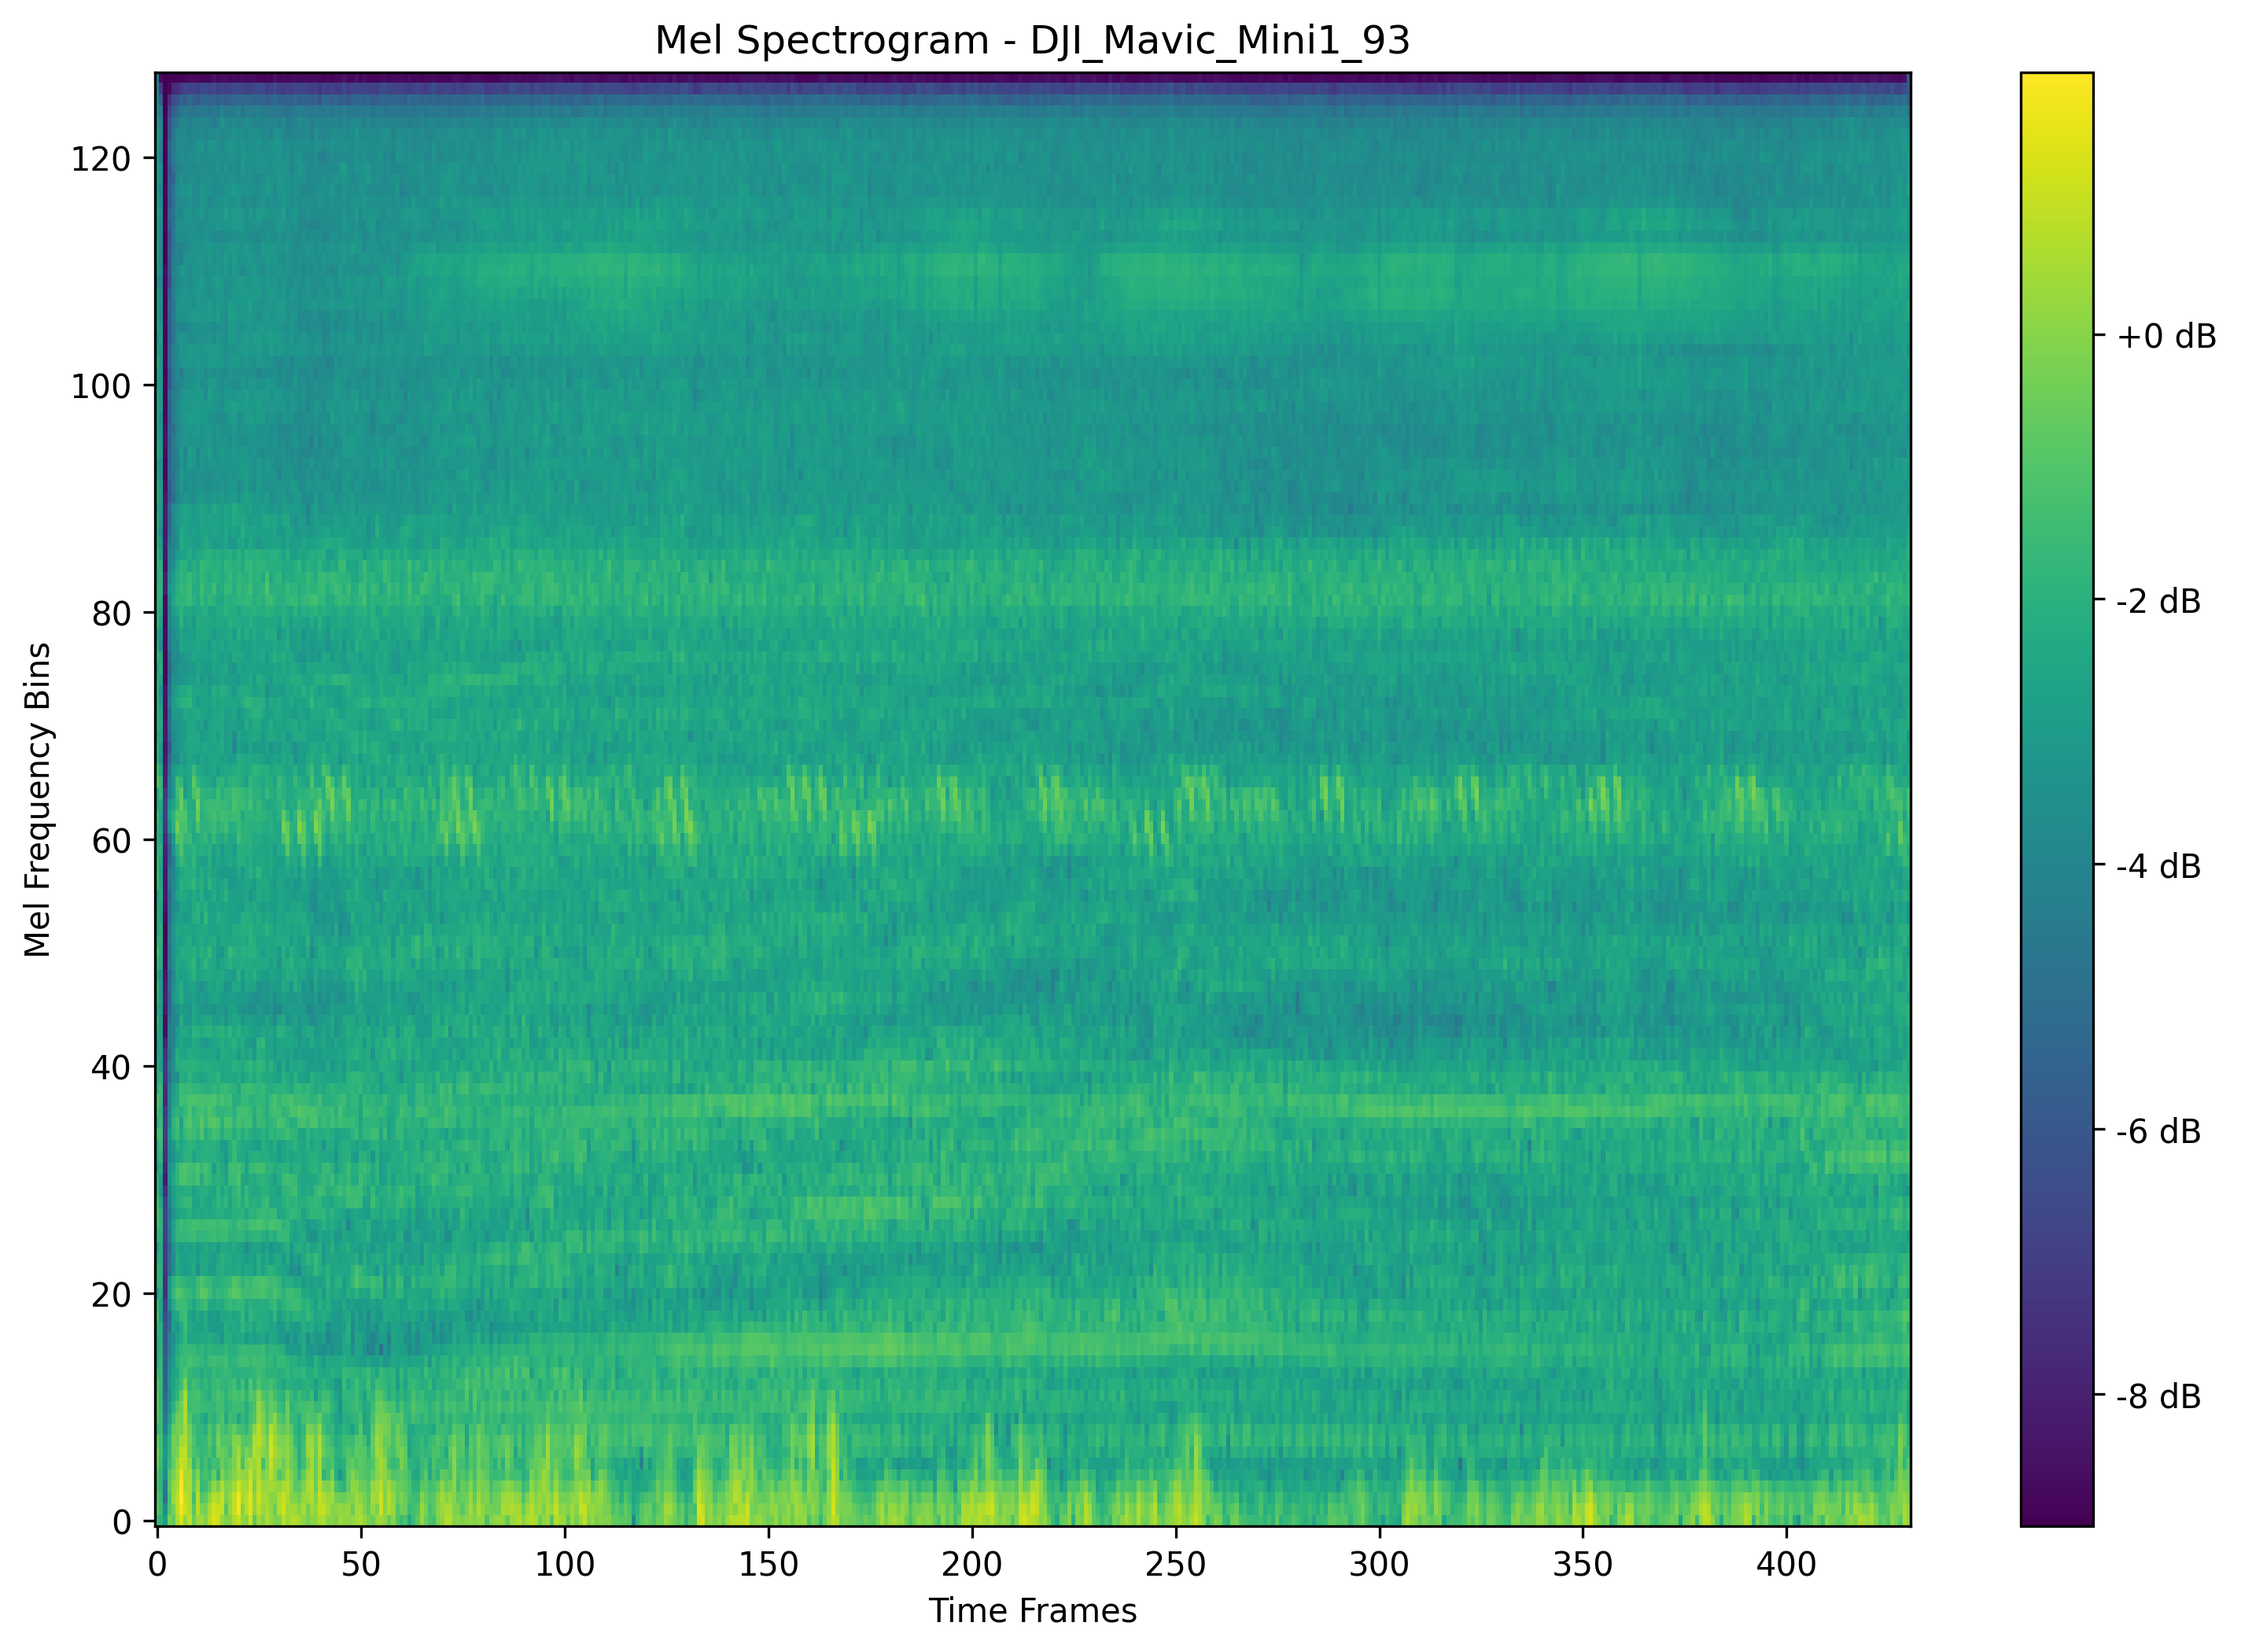 Mel Spectrogram - DJI_Mavic_Mini1_93
Mel Frequency Bins
120
100
80
60
40
20
0
0 50 100 150 200 250 300 350 400
Time Frames
+0 dB
-2 dB
-4 dB
-6 dB
-8 dB